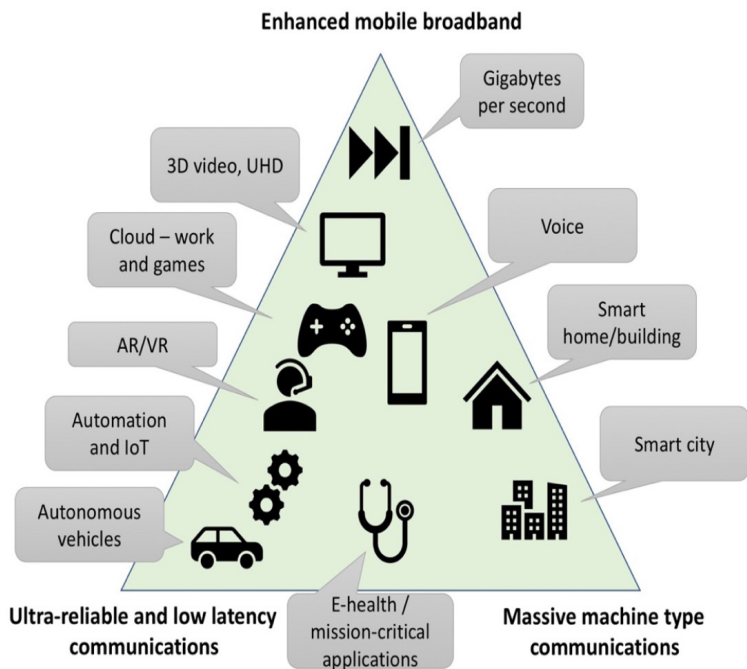 Enhanced mobile broadband
Gigabytes
per second
3D video, UHD
Cloud – work
and games
Voice
AR/VR
Smart
home/building
Automation
and IoT
Smart city
Autonomous
vehicles
E-health /
mission-critical
applications
Ultra-reliable and low latency
communications
Massive machine type
communications